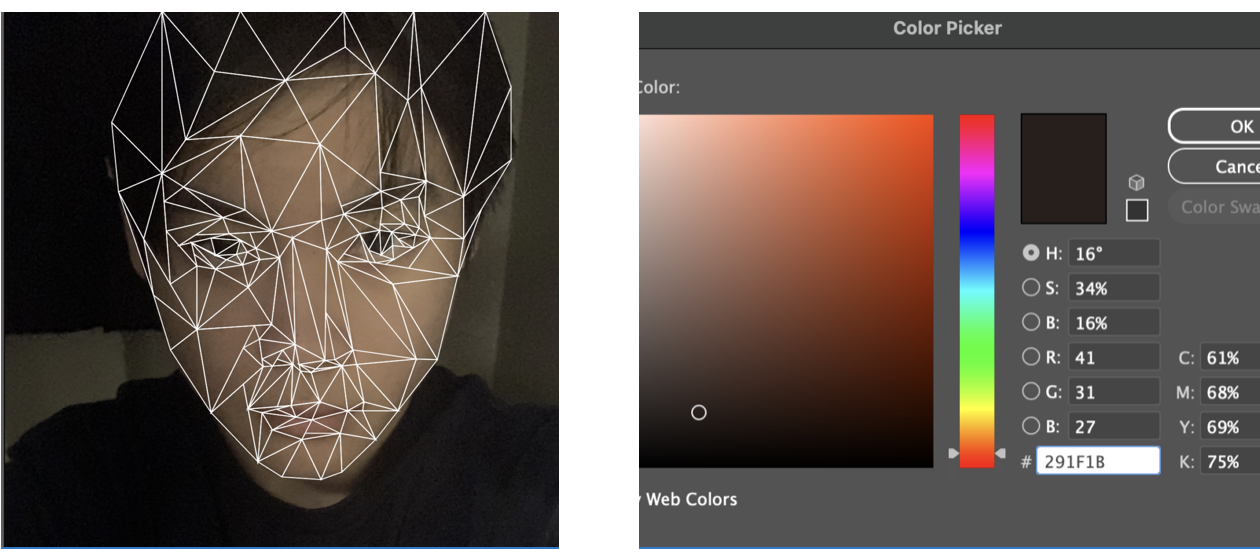 Color Picker
Color:
OK
Cance
Color Swa
H: 16°
S: 34%
B: 16%
R: 41
C: 61%
G: 31
M: 68%
B: 27
Y: 69%
# 291F1B
K: 75%
Web Colors